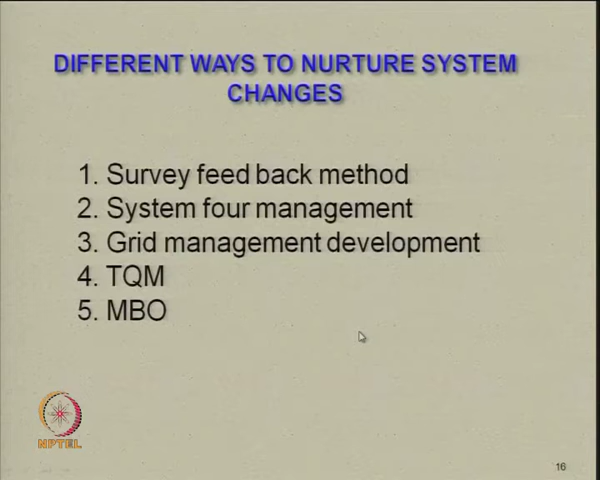 DIFFERENT WAYS TO NURTURE SYSTEM
CHANGES
1. Survey feed back method
2. System four management
3. Grid management development
4. TQM
5. MBO
NPTEL
16